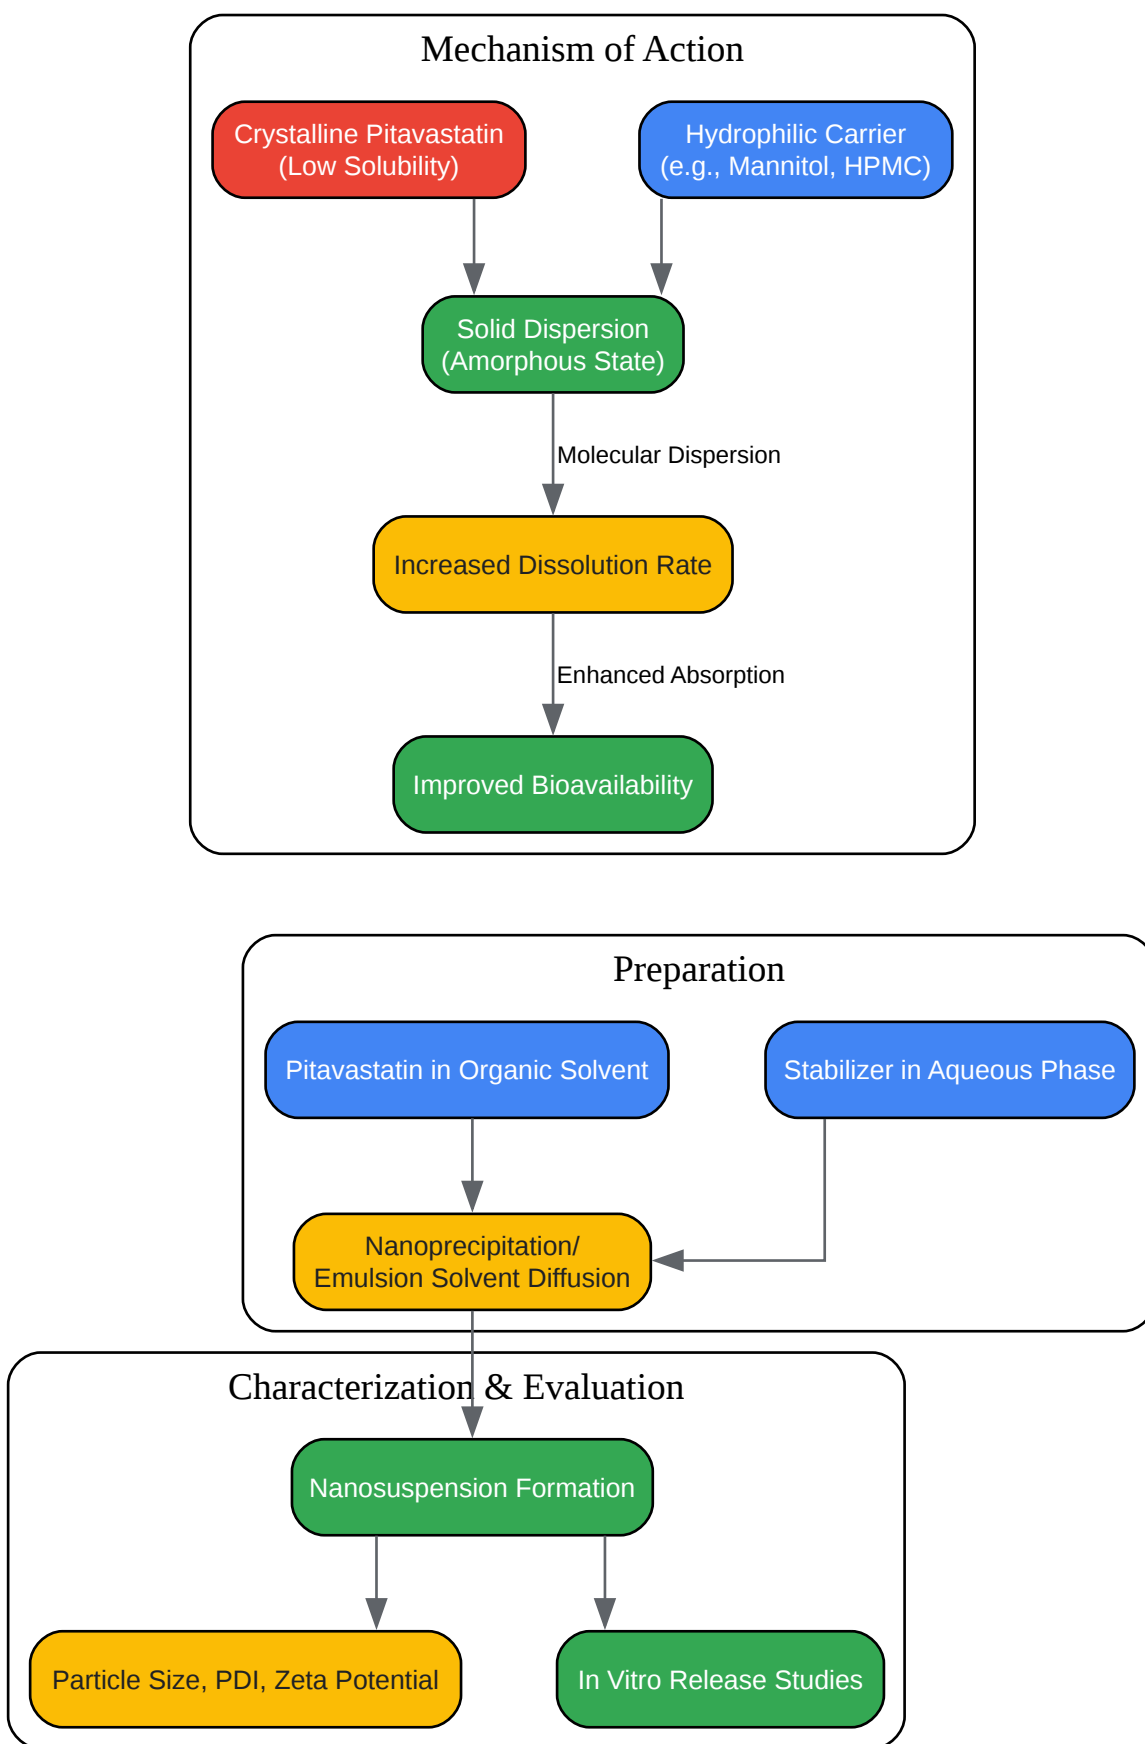 Mechanism of Action
Crystalline Pitavastatin
(Low Solubility)
Hydrophilic Carrier
(e.g., Mannitol, HPMC)
Solid Dispersion
(Amorphous State)
Molecular Dispersion
Increased Dissolution Rate
Enhanced Absorption
Improved Bioavailability
Preparation
Pitavastatin in Organic Solvent
Stabilizer in Aqueous Phase
Nanoprecipitation/
Emulsion Solvent Diffusion
Characterization & Evaluation
Nanosuspension Formation
Particle Size, PDI, Zeta Potential
In Vitro Release Studies